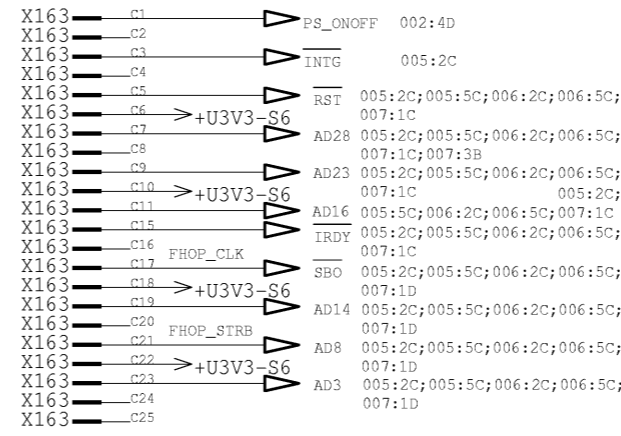 X163 C1 PS_ONOFF 002:4D
X163 C2
X163 C3 INTG 005:2C
X163 C4
X163 C5 RST 005:2C;005:5C;006:2C;006:5C;
X163 C6 +U3V3-S6 007:1C
X163 C7 AD28 005:2C;005:5C;006:2C;006:5C;
X163 C8 007:1C;007:3B
X163 C9 AD23 005:2C;005:5C;006:2C;006:5C;
X163 C10 +U3V3-S6 007:1C 005:2C;
X163 C11 AD16 005:5C;006:2C;006:5C;007:1C
X163 C15 IRDY 005:2C;005:5C;006:2C;006:5C;
X163 C16 007:1C
X163 C17 FHOP_CLK SBO 005:2C;005:5C;006:2C;006:5C;
X163 C18 +U3V3-S6 007:1D
X163 C19 AD14 005:2C;005:5C;006:2C;006:5C;
X163 C20 007:1D
X163 C21 FHOP_STRB AD8 005:2C;005:5C;006:2C;006:5C;
X163 C22 +U3V3-S6 007:1D
X163 C23 AD3 005:2C;005:5C;006:2C;006:5C;
X163 C24 007:1D
X163 C25